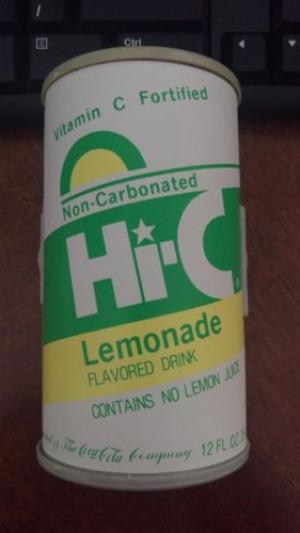 /
Ctrl
Vitamin C Fortified
Non-Carbonated
Hi-C
Lemonade
FLAVORED DRINK
CONTAINS NO LEMON JUICE
The Coca-Cola Company 12 FL. OZ.